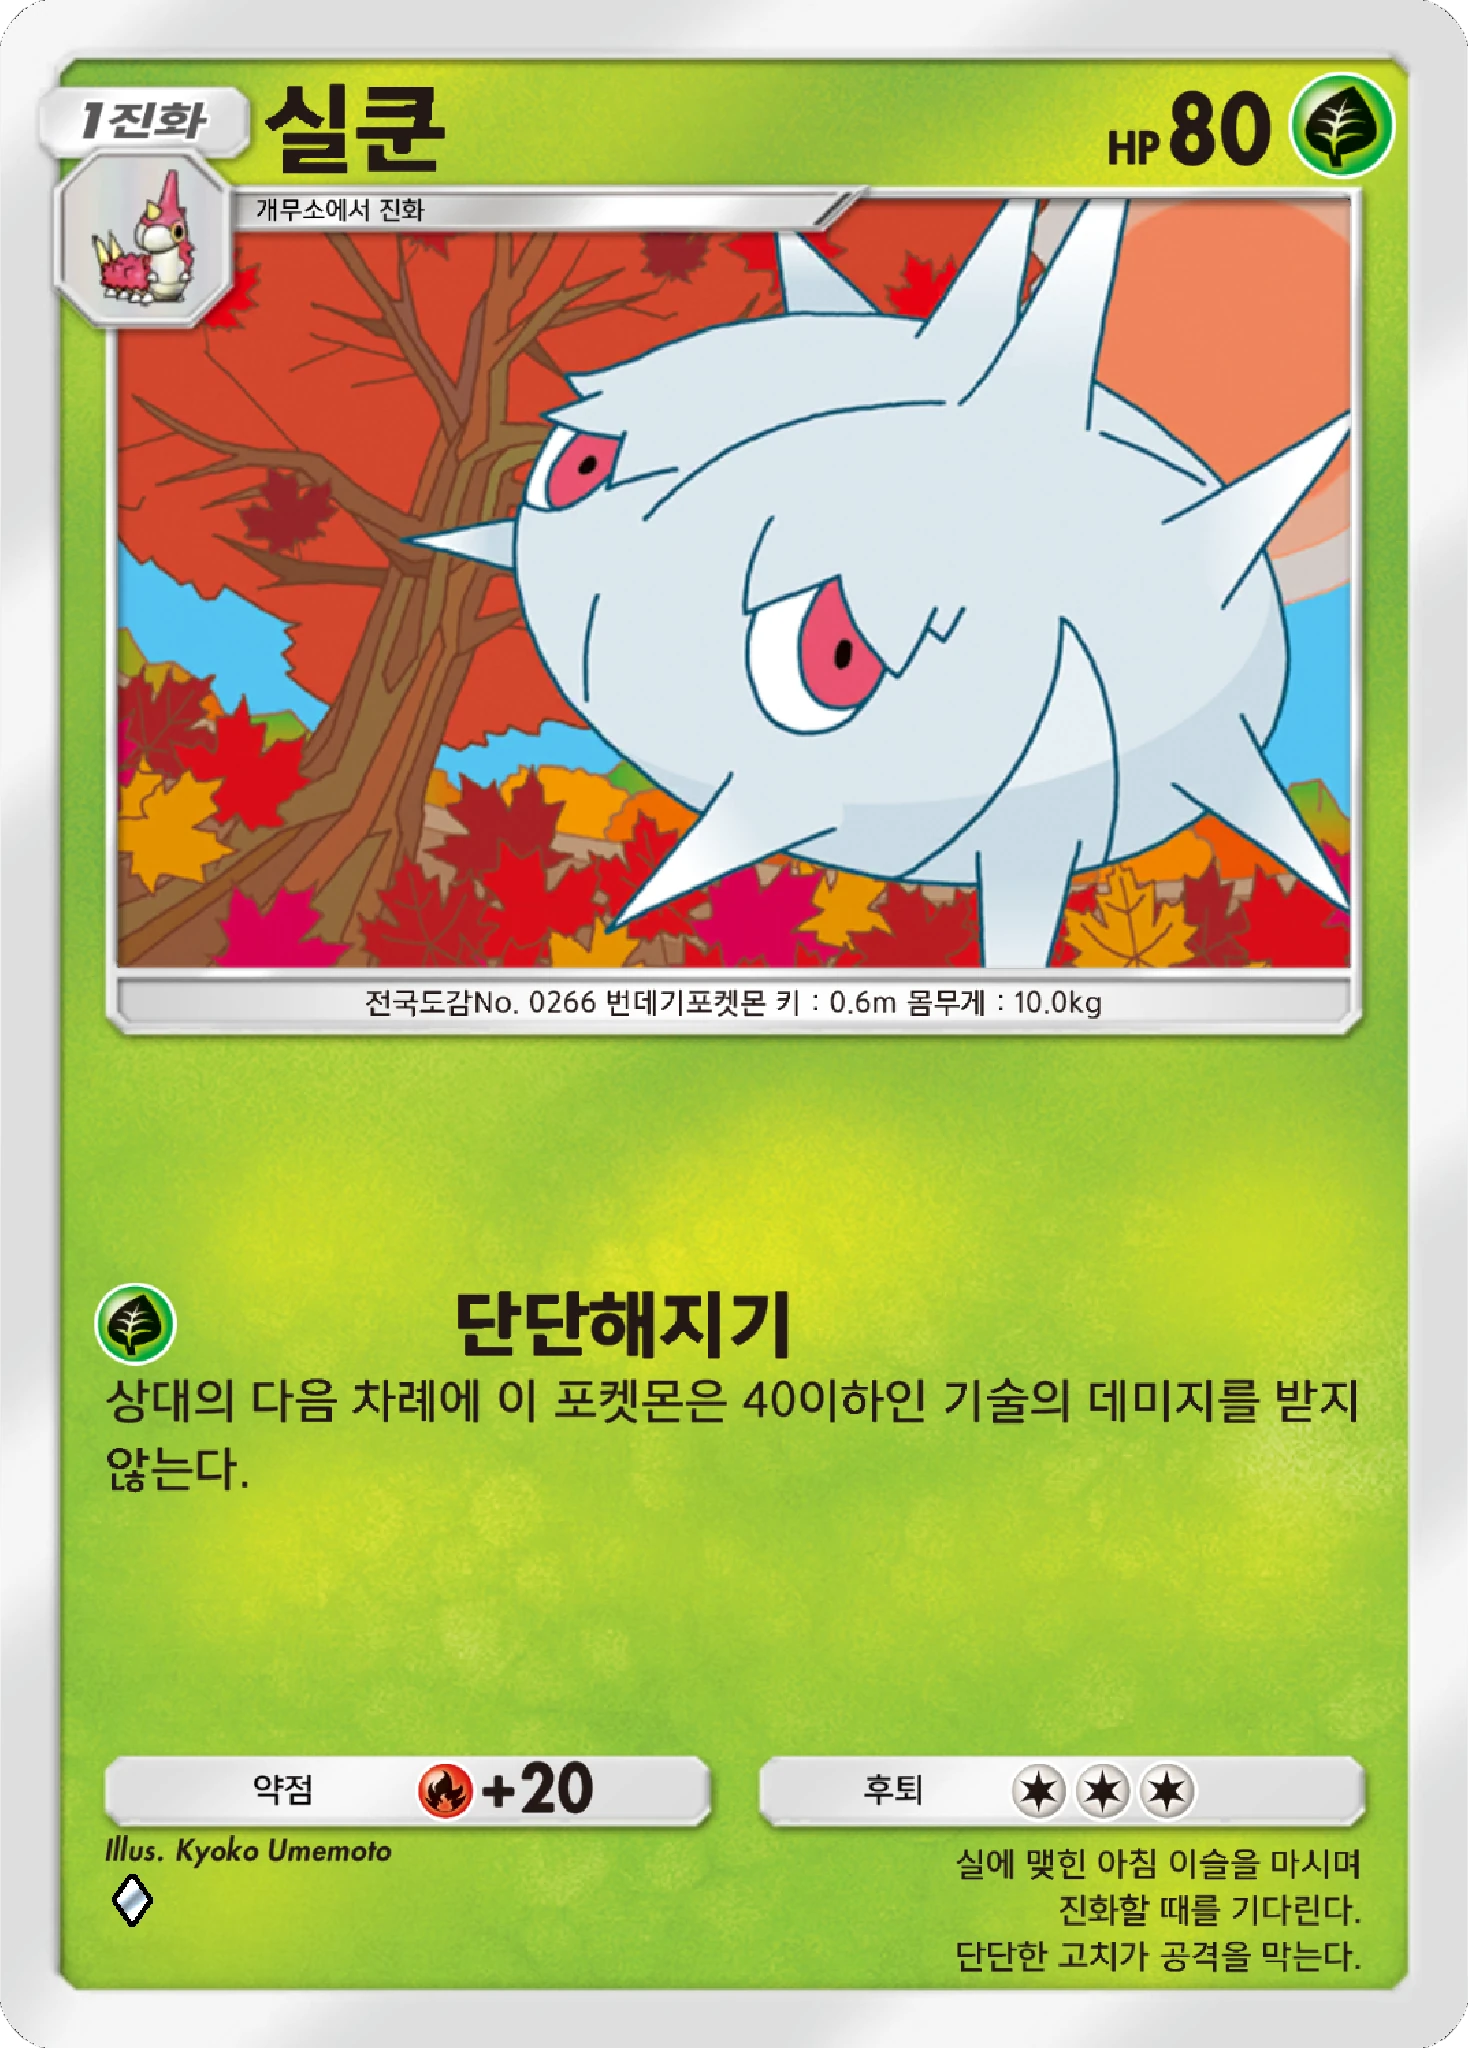 1진화
실쿤
HP 80
개무소에서 진화
전국도감No. 0266 번데기포켓몬 키 : 0.6m 몸무게 : 10.0kg
단단해지기
상대의 다음 차례에 이 포켓몬은 40이하인 기술의 데미지를 받지
않는다.
약점 +20
후퇴
Illus. Kyoko Umemoto
실에 맺힌 아침 이슬을 마시며
진화할 때를 기다린다.
단단한 고치가 공격을 막는다.